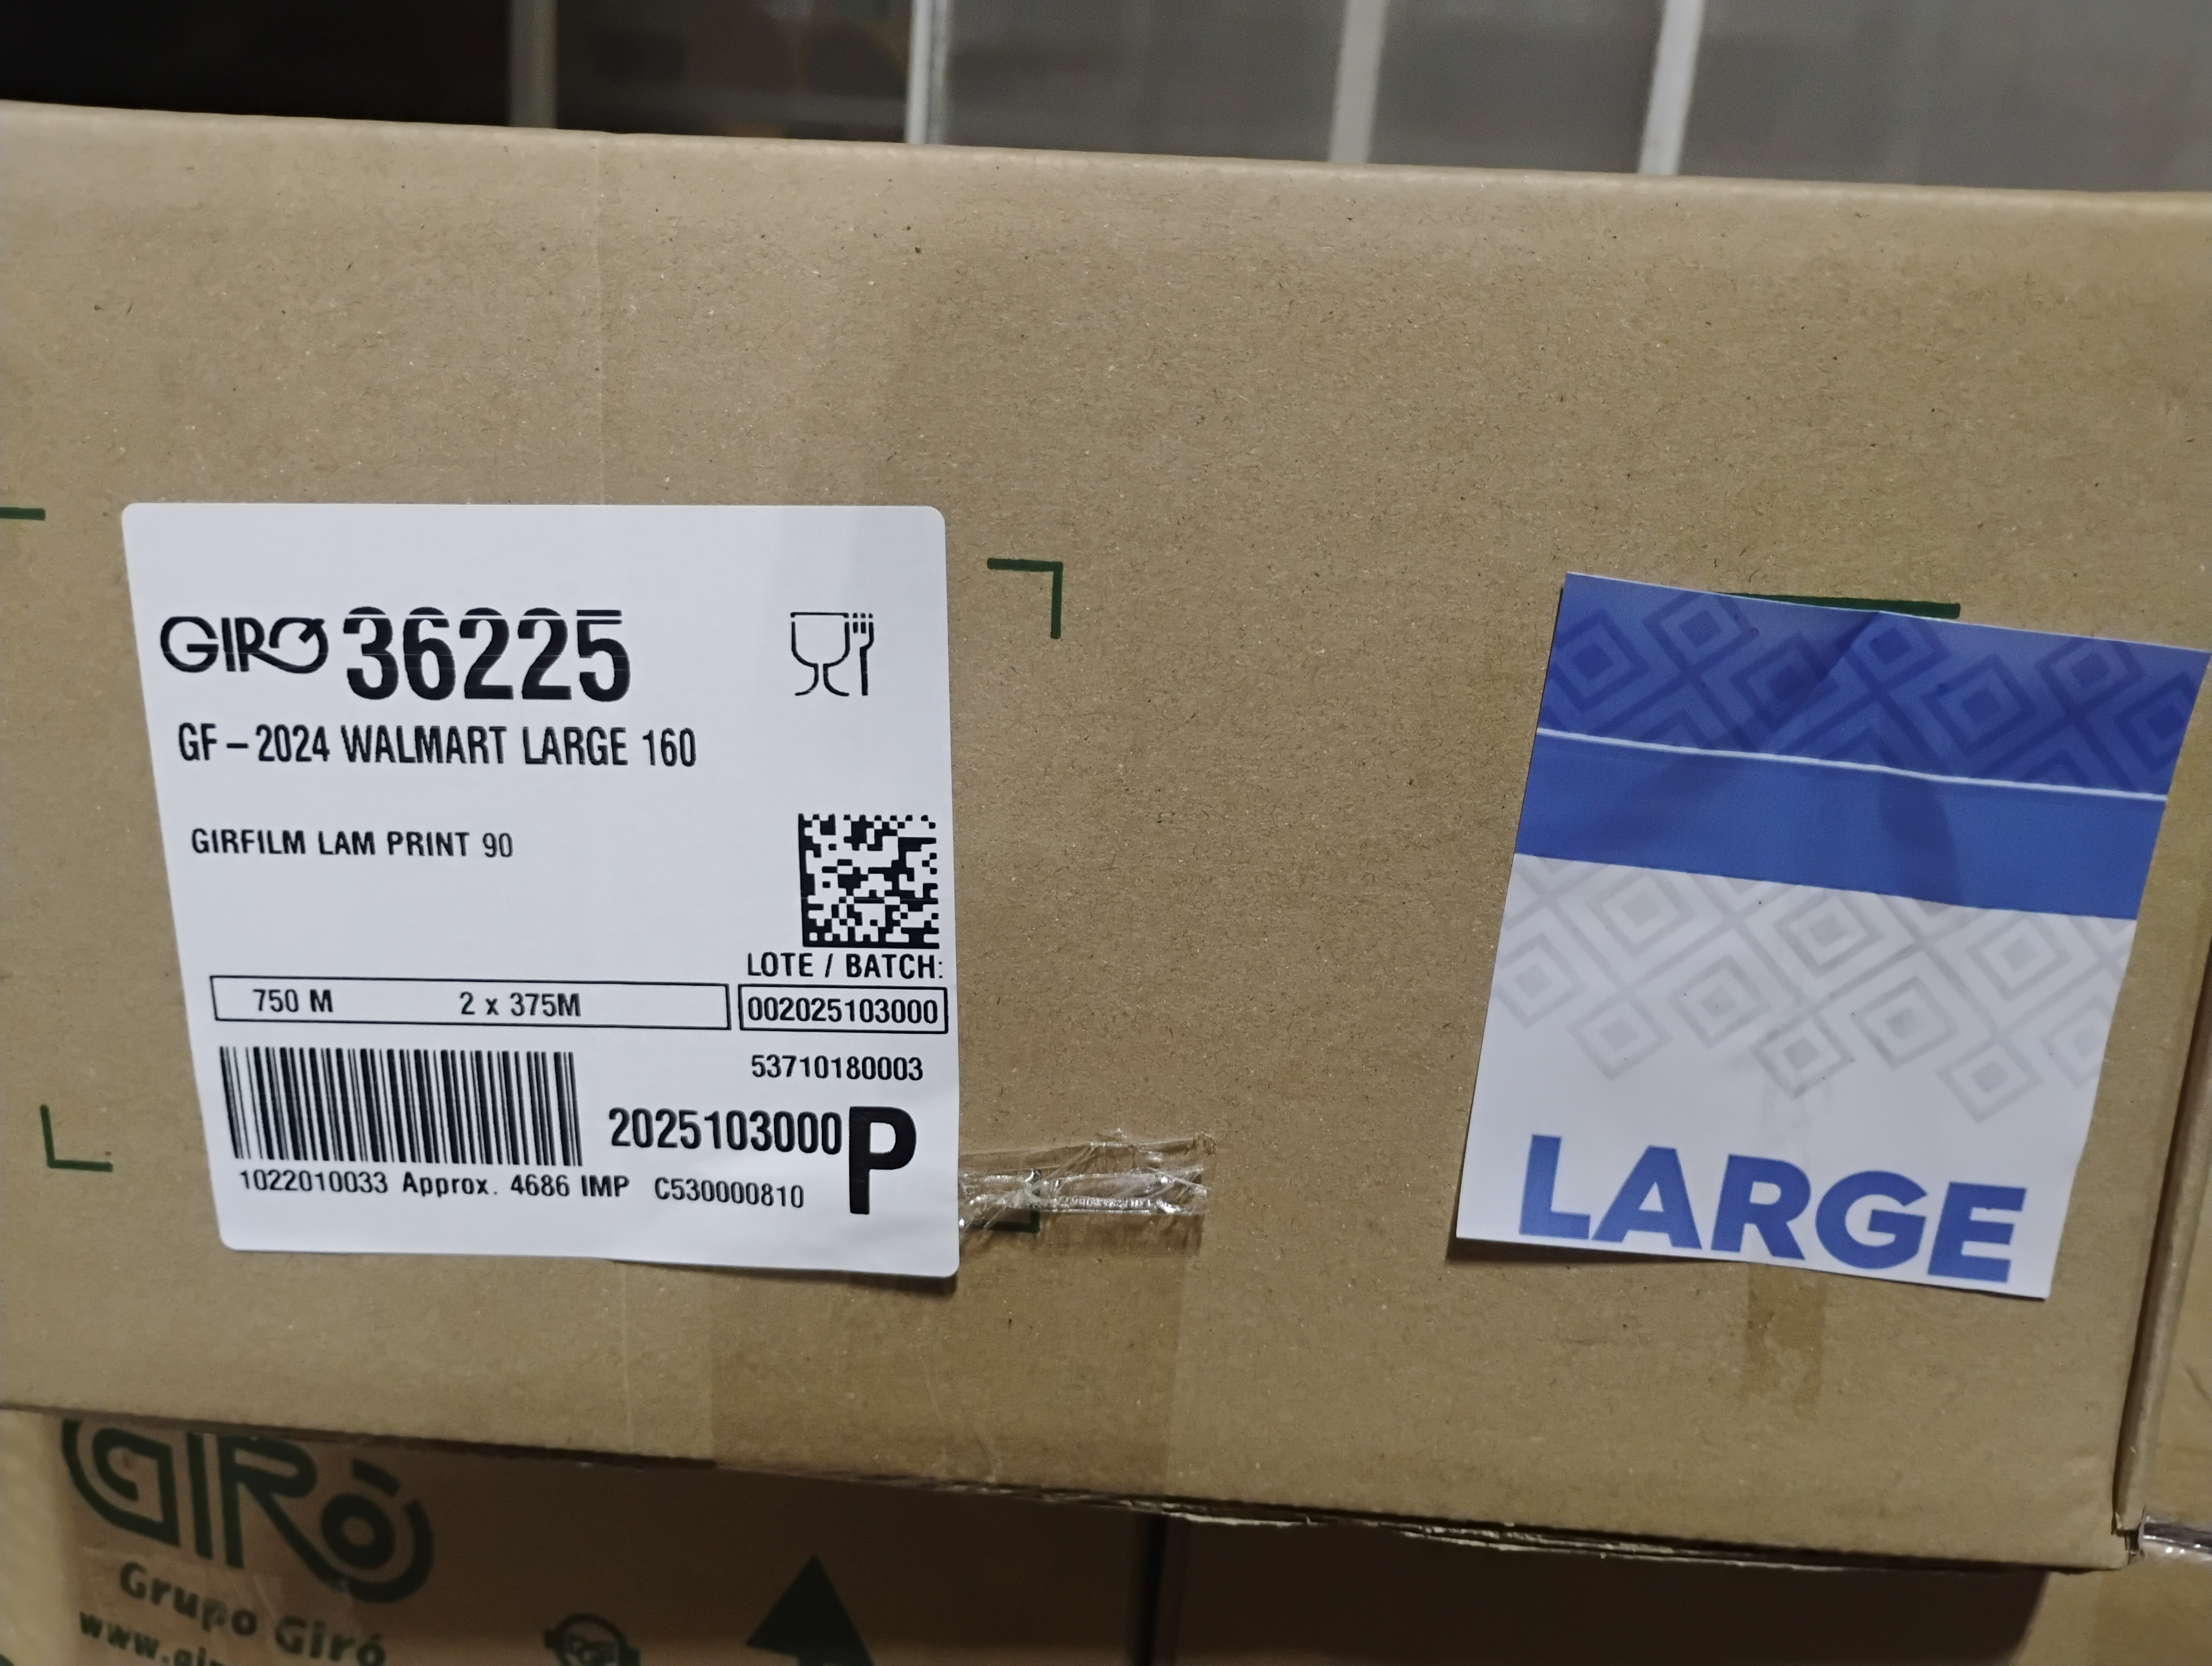 GIRO 36225
GF-2024 WALMART LARGE 160
GIRFILM LAM PRINT 90
LOTE / BATCH:
750 M 2 x 375M 002025103000
53710180003
2025103000 P
1022010033 Approx. 4686 IMP C530000810
LARGE
GIRÓ
Grupo Giró